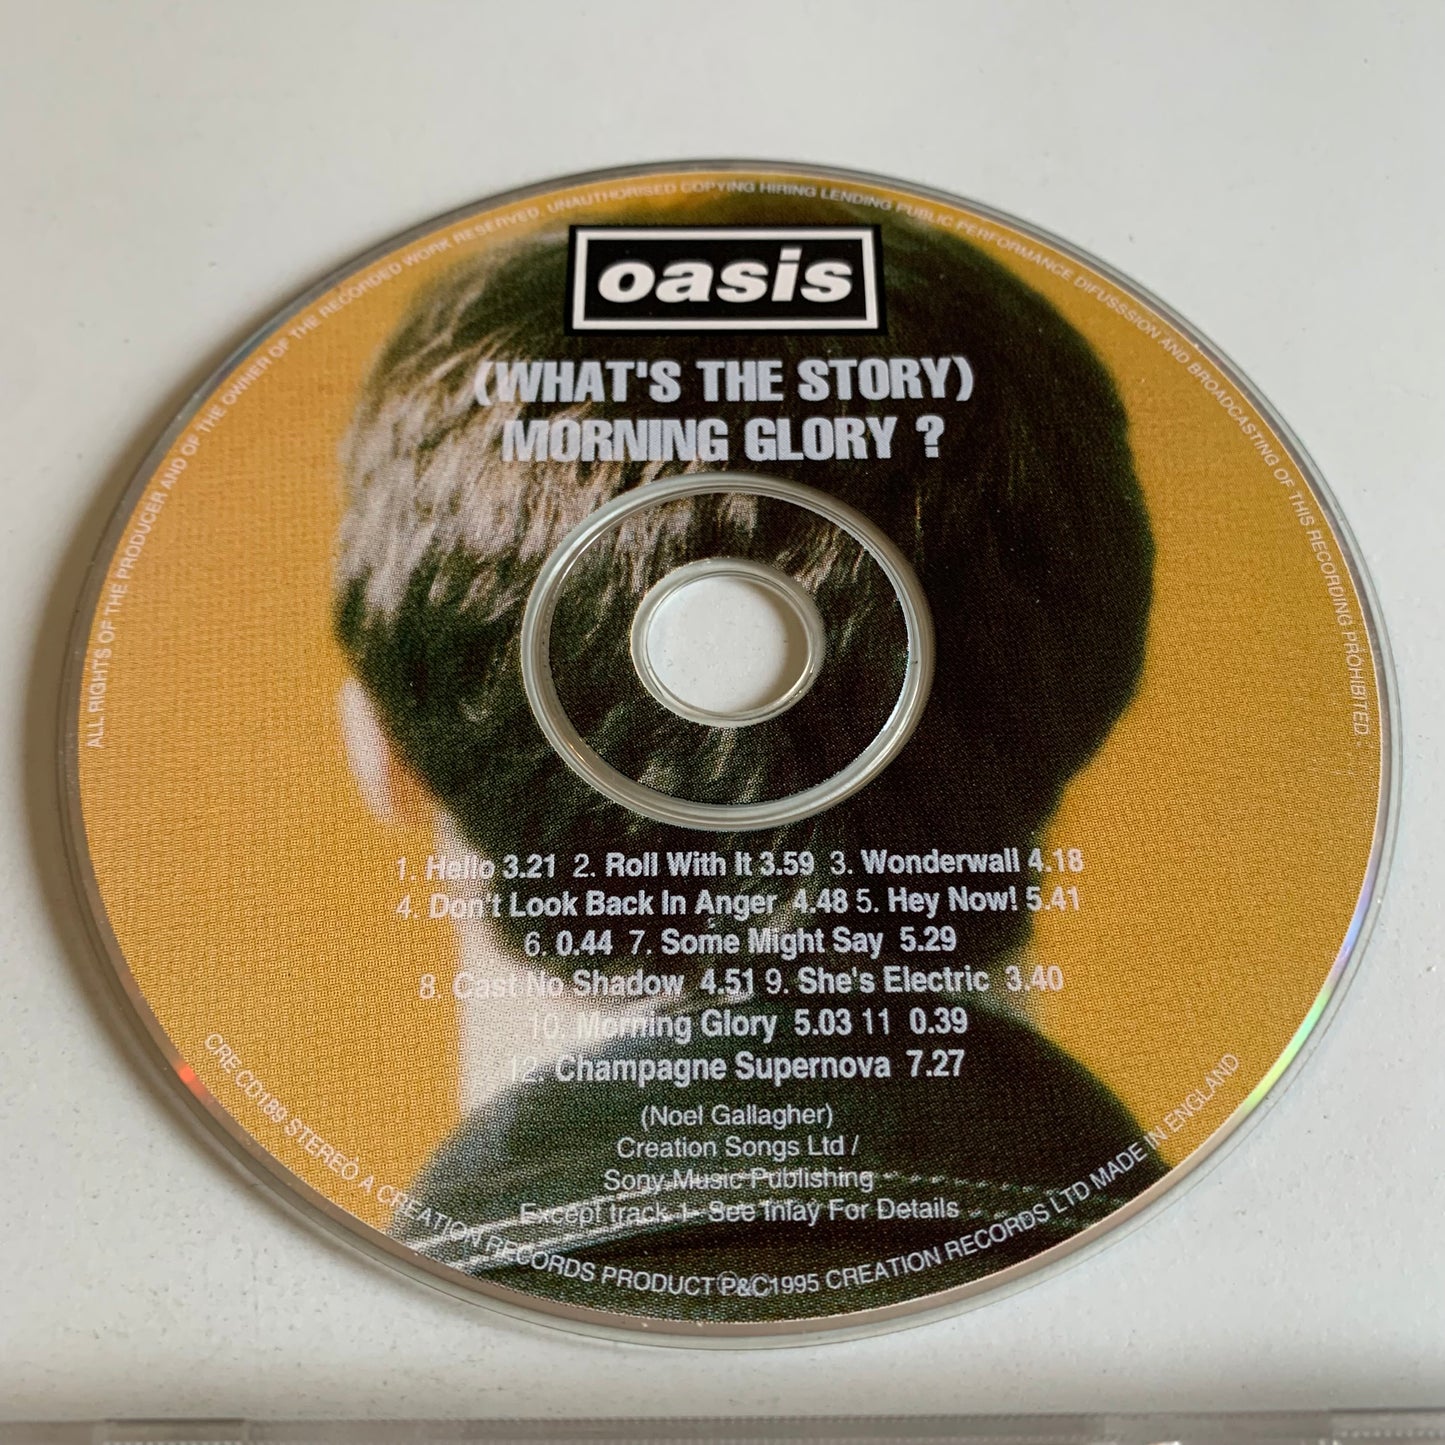 ALL RIGHTS OF THE PRODUCER AND OF THE OWNER OF THE RECORDED WORK RESERVED. UNAUTHORISED COPYING HIRING LENDING PUBLIC PERFORMANCE DIFUSSSION AND BROADCASTING OF THIS RECORDING PROHIBITED.
oasis
(WHAT'S THE STORY)
MORNING GLORY ?
1. Hello 3.21 2. Roll With It 3.59 3. Wonderwall 4.18
4. Don't Look Back In Anger 4.48 5. Hey Now! 5.41
6. 0.44 7. Some Might Say 5.29
8. Cast No Shadow 4.51 9. She's Electric 3.40
10. Morning Glory 5.03 11 0.39
12. Champagne Supernova 7.27
(Noel Gallagher)
Creation Songs Ltd /
Sony Music Publishing
Except track 1- See Inlay For Details
CRE CD189 STEREO A CREATION RECORDS PRODUCT Ⓟ P&C1995 CREATION RECORDS LTD MADE IN ENGLAND